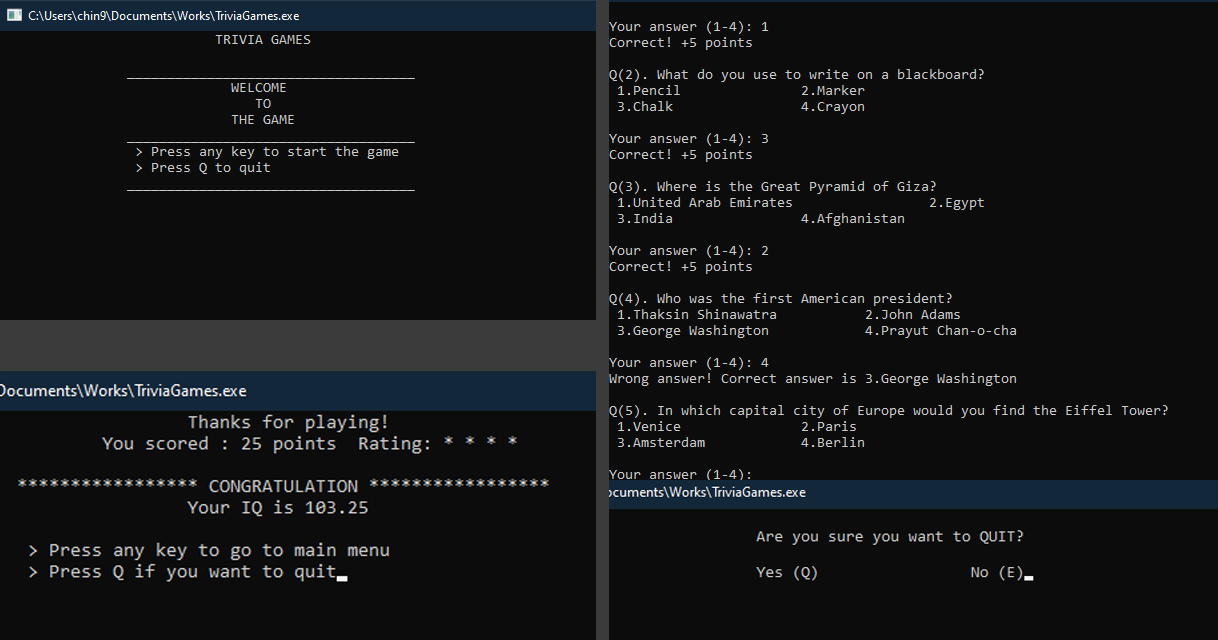 C:\Users\chin9\Documents\Works\TriviaGames.exe
TRIVIA GAMES
WELCOME
TO
THE GAME
> Press any key to start the game
> Press Q to quit
Documents\Works\TriviaGames.exe
Thanks for playing!
You scored : 25 points  Rating: * * * *
***************** CONGRATULATION *****************
Your IQ is 103.25
> Press any key to go to main menu
> Press Q if you want to quit
Your answer (1-4): 1
Correct! +5 points
Q(2). What do you use to write on a blackboard?
1.Pencil 2.Marker
3.Chalk 4.Crayon
Your answer (1-4): 3
Correct! +5 points
Q(3). Where is the Great Pyramid of Giza?
1.United Arab Emirates 2.Egypt
3.India 4.Afghanistan
Your answer (1-4): 2
Correct! +5 points
Q(4). Who was the first American president?
1.Thaksin Shinawatra 2.John Adams
3.George Washington 4.Prayut Chan-o-cha
Your answer (1-4): 4
Wrong answer! Correct answer is 3.George Washington
Q(5). In which capital city of Europe would you find the Eiffel Tower?
1.Venice 2.Paris
3.Amsterdam 4.Berlin
Your answer (1-4):
ocuments\Works\TriviaGames.exe
Are you sure you want to QUIT?
Yes (Q) No (E)